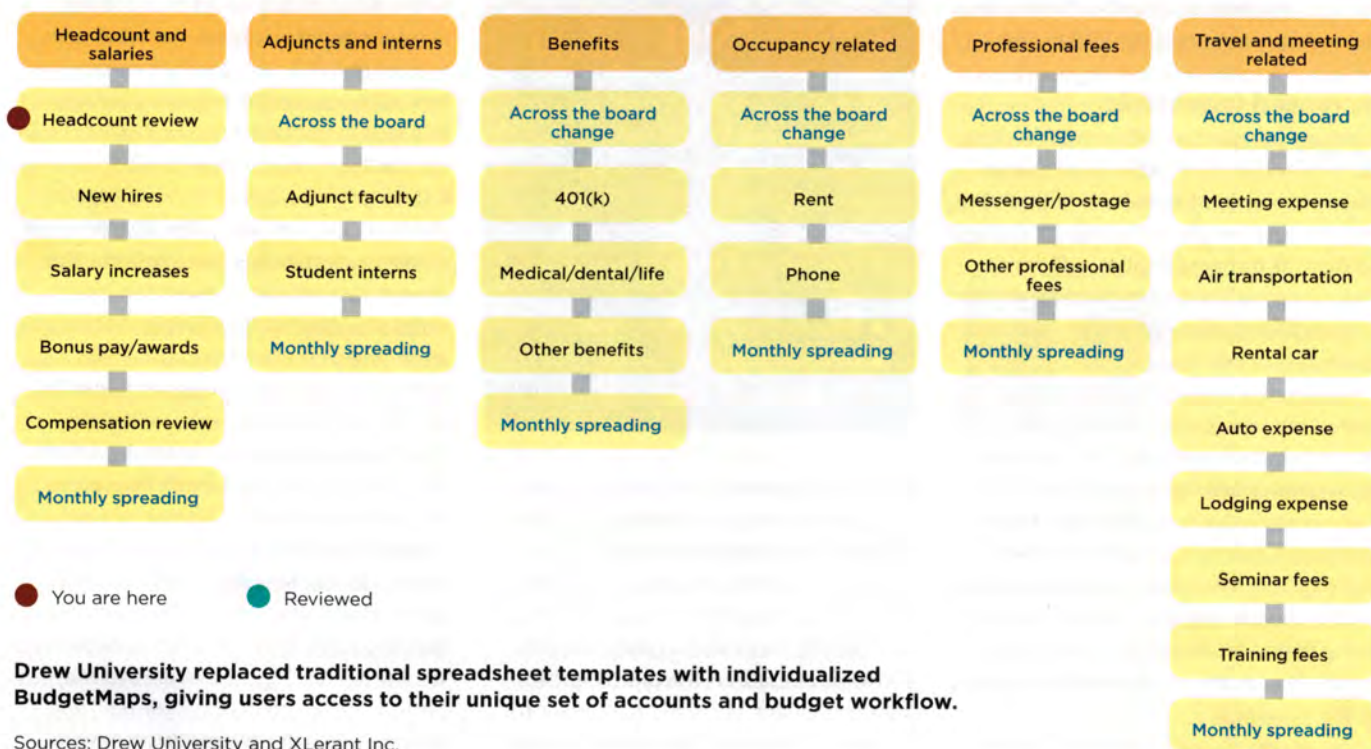 Headcount and
salaries
Headcount review
New hires
Salary increases
Bonus pay/awards
Compensation review
Monthly spreading
Adjuncts and interns
Across the board
Adjunct faculty
Student interns
Monthly spreading
Benefits
Across the board
change
401(k)
Medical/dental/life
Other benefits
Monthly spreading
Occupancy related
Across the board
change
Rent
Phone
Monthly spreading
Professional fees
Across the board
change
Messenger/postage
Other professional
fees
Monthly spreading
Travel and meeting
related
Across the board
change
Meeting expense
Air transportation
Rental car
Auto expense
Lodging expense
Seminar fees
Training fees
Monthly spreading
You are here
Reviewed
Drew University replaced traditional spreadsheet templates with individualized
BudgetMaps, giving users access to their unique set of accounts and budget workflow.
Sources: Drew University and XLerant Inc.